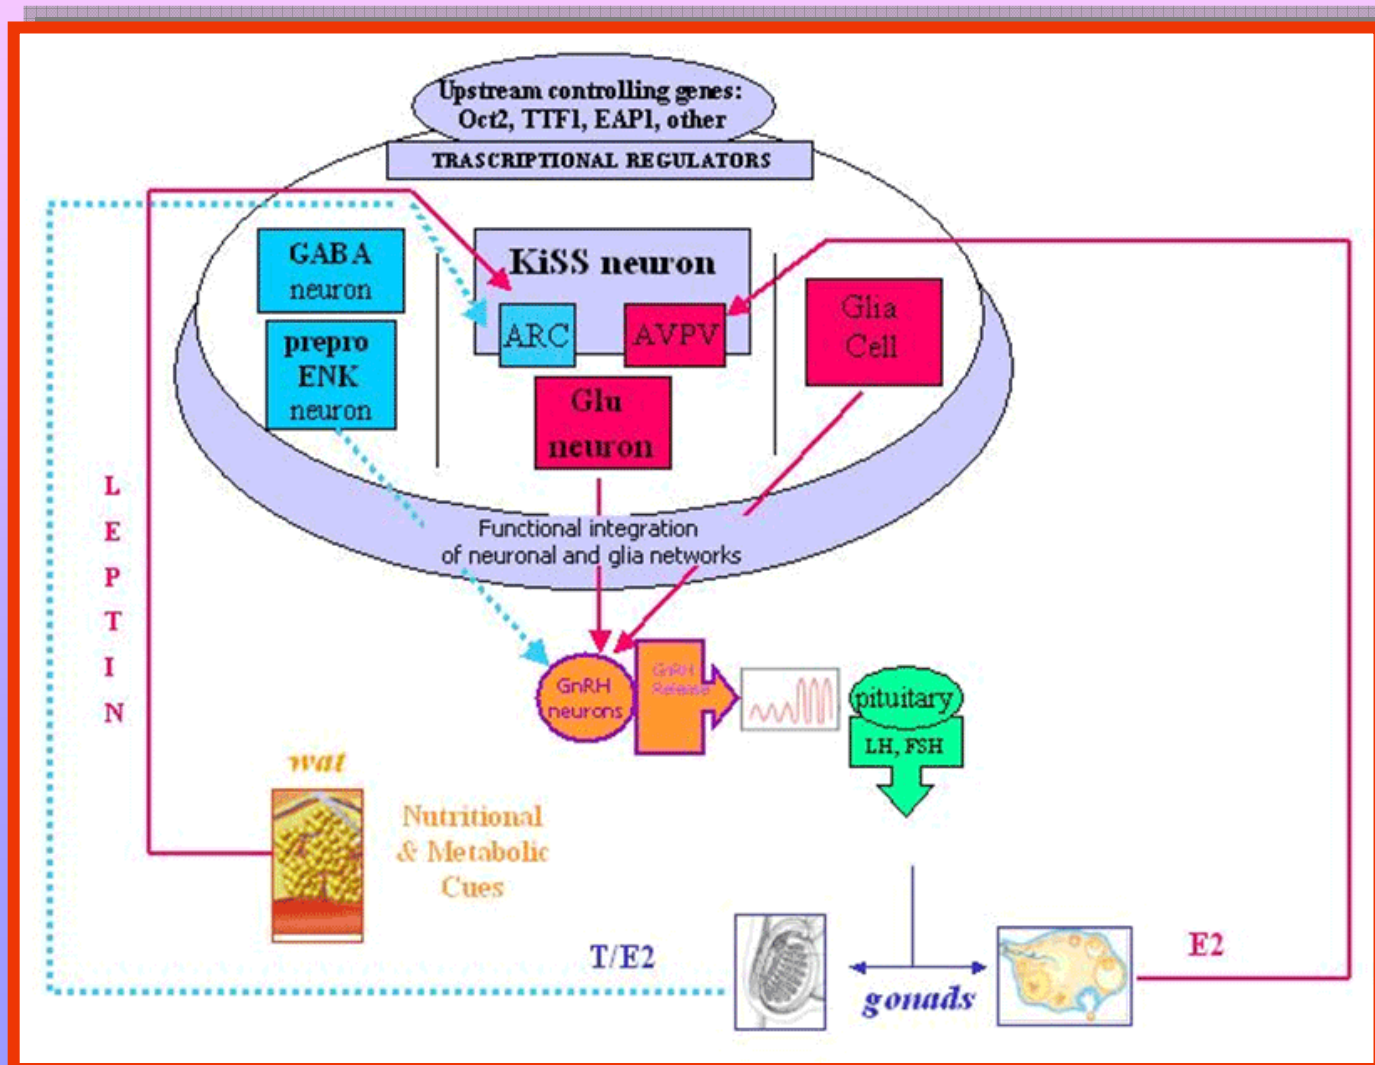 Upstream controlling genes:
Oct2, TTF1, EAP1, other
TRASCRIPTIONAL REGULATORS
GABA
neuron
prepro
ENK
neuron
KiSS neuron
ARC
AVPV
Glu
neuron
Glia
Cell
Functional integration
of neuronal and glia networks
L
E
P
T
I
N
GnRH
neurons
GnRH
Release
pituitary
LH, FSH
wat
Nutritional
& Metabolic
Cues
T/E2
gonads
E2